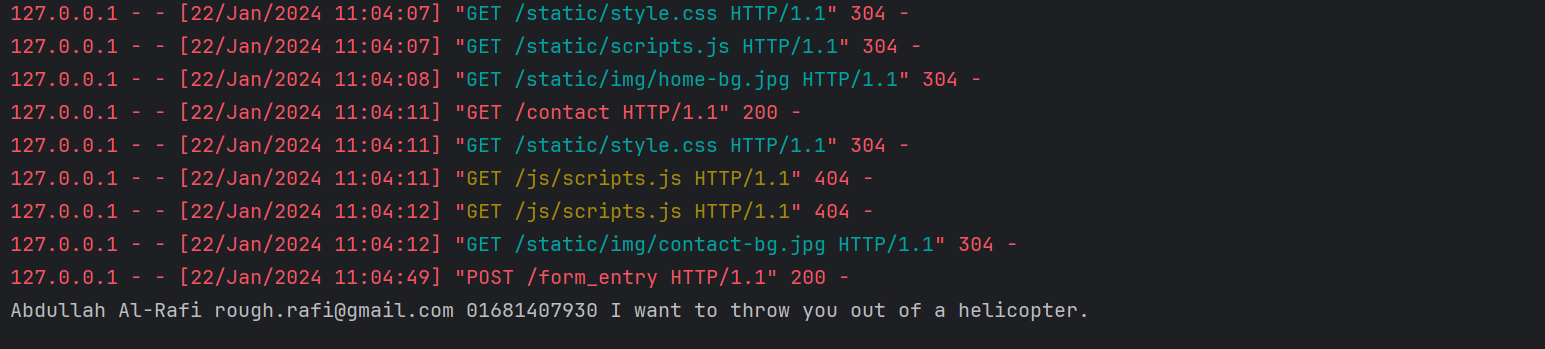 127.0.0.1 - - [22/Jan/2024 11:04:07] "GET /static/style.css HTTP/1.1" 304 -
127.0.0.1 - - [22/Jan/2024 11:04:07] "GET /static/scripts.js HTTP/1.1" 304 -
127.0.0.1 - - [22/Jan/2024 11:04:08] "GET /static/img/home-bg.jpg HTTP/1.1" 304 -
127.0.0.1 - - [22/Jan/2024 11:04:11] "GET /contact HTTP/1.1" 200 -
127.0.0.1 - - [22/Jan/2024 11:04:11] "GET /static/style.css HTTP/1.1" 304 -
127.0.0.1 - - [22/Jan/2024 11:04:11] "GET /js/scripts.js HTTP/1.1" 404 -
127.0.0.1 - - [22/Jan/2024 11:04:12] "GET /js/scripts.js HTTP/1.1" 404 -
127.0.0.1 - - [22/Jan/2024 11:04:12] "GET /static/img/contact-bg.jpg HTTP/1.1" 304 -
127.0.0.1 - - [22/Jan/2024 11:04:49] "POST /form_entry HTTP/1.1" 200 -
Abdullah Al-Rafi rough.rafi@gmail.com 01681407930 I want to throw you out of a helicopter.